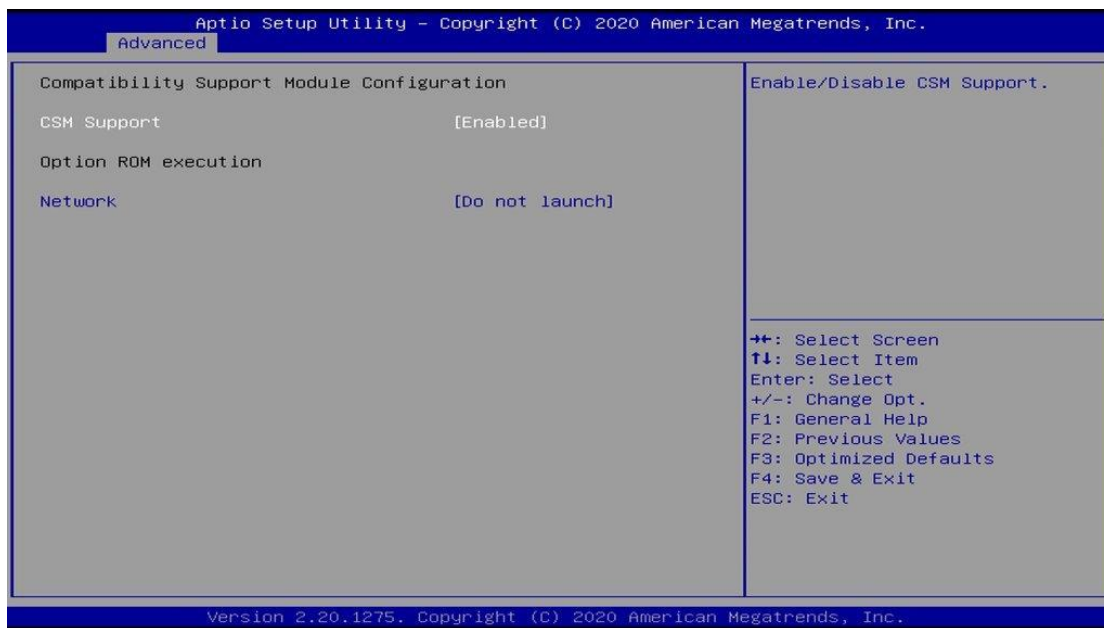 Aptio Setup Utility – Copyright (C) 2020 American Megatrends, Inc.
Advanced
Compatibility Support Module Configuration
CSM Support [Enabled]
Option ROM execution
Network [Do not launch]
Enable/Disable CSM Support.
→←: Select Screen
↑↓: Select Item
Enter: Select
+/-: Change Opt.
F1: General Help
F2: Previous Values
F3: Optimized Defaults
F4: Save & Exit
ESC: Exit
Version 2.20.1275. Copyright (C) 2020 American Megatrends, Inc.